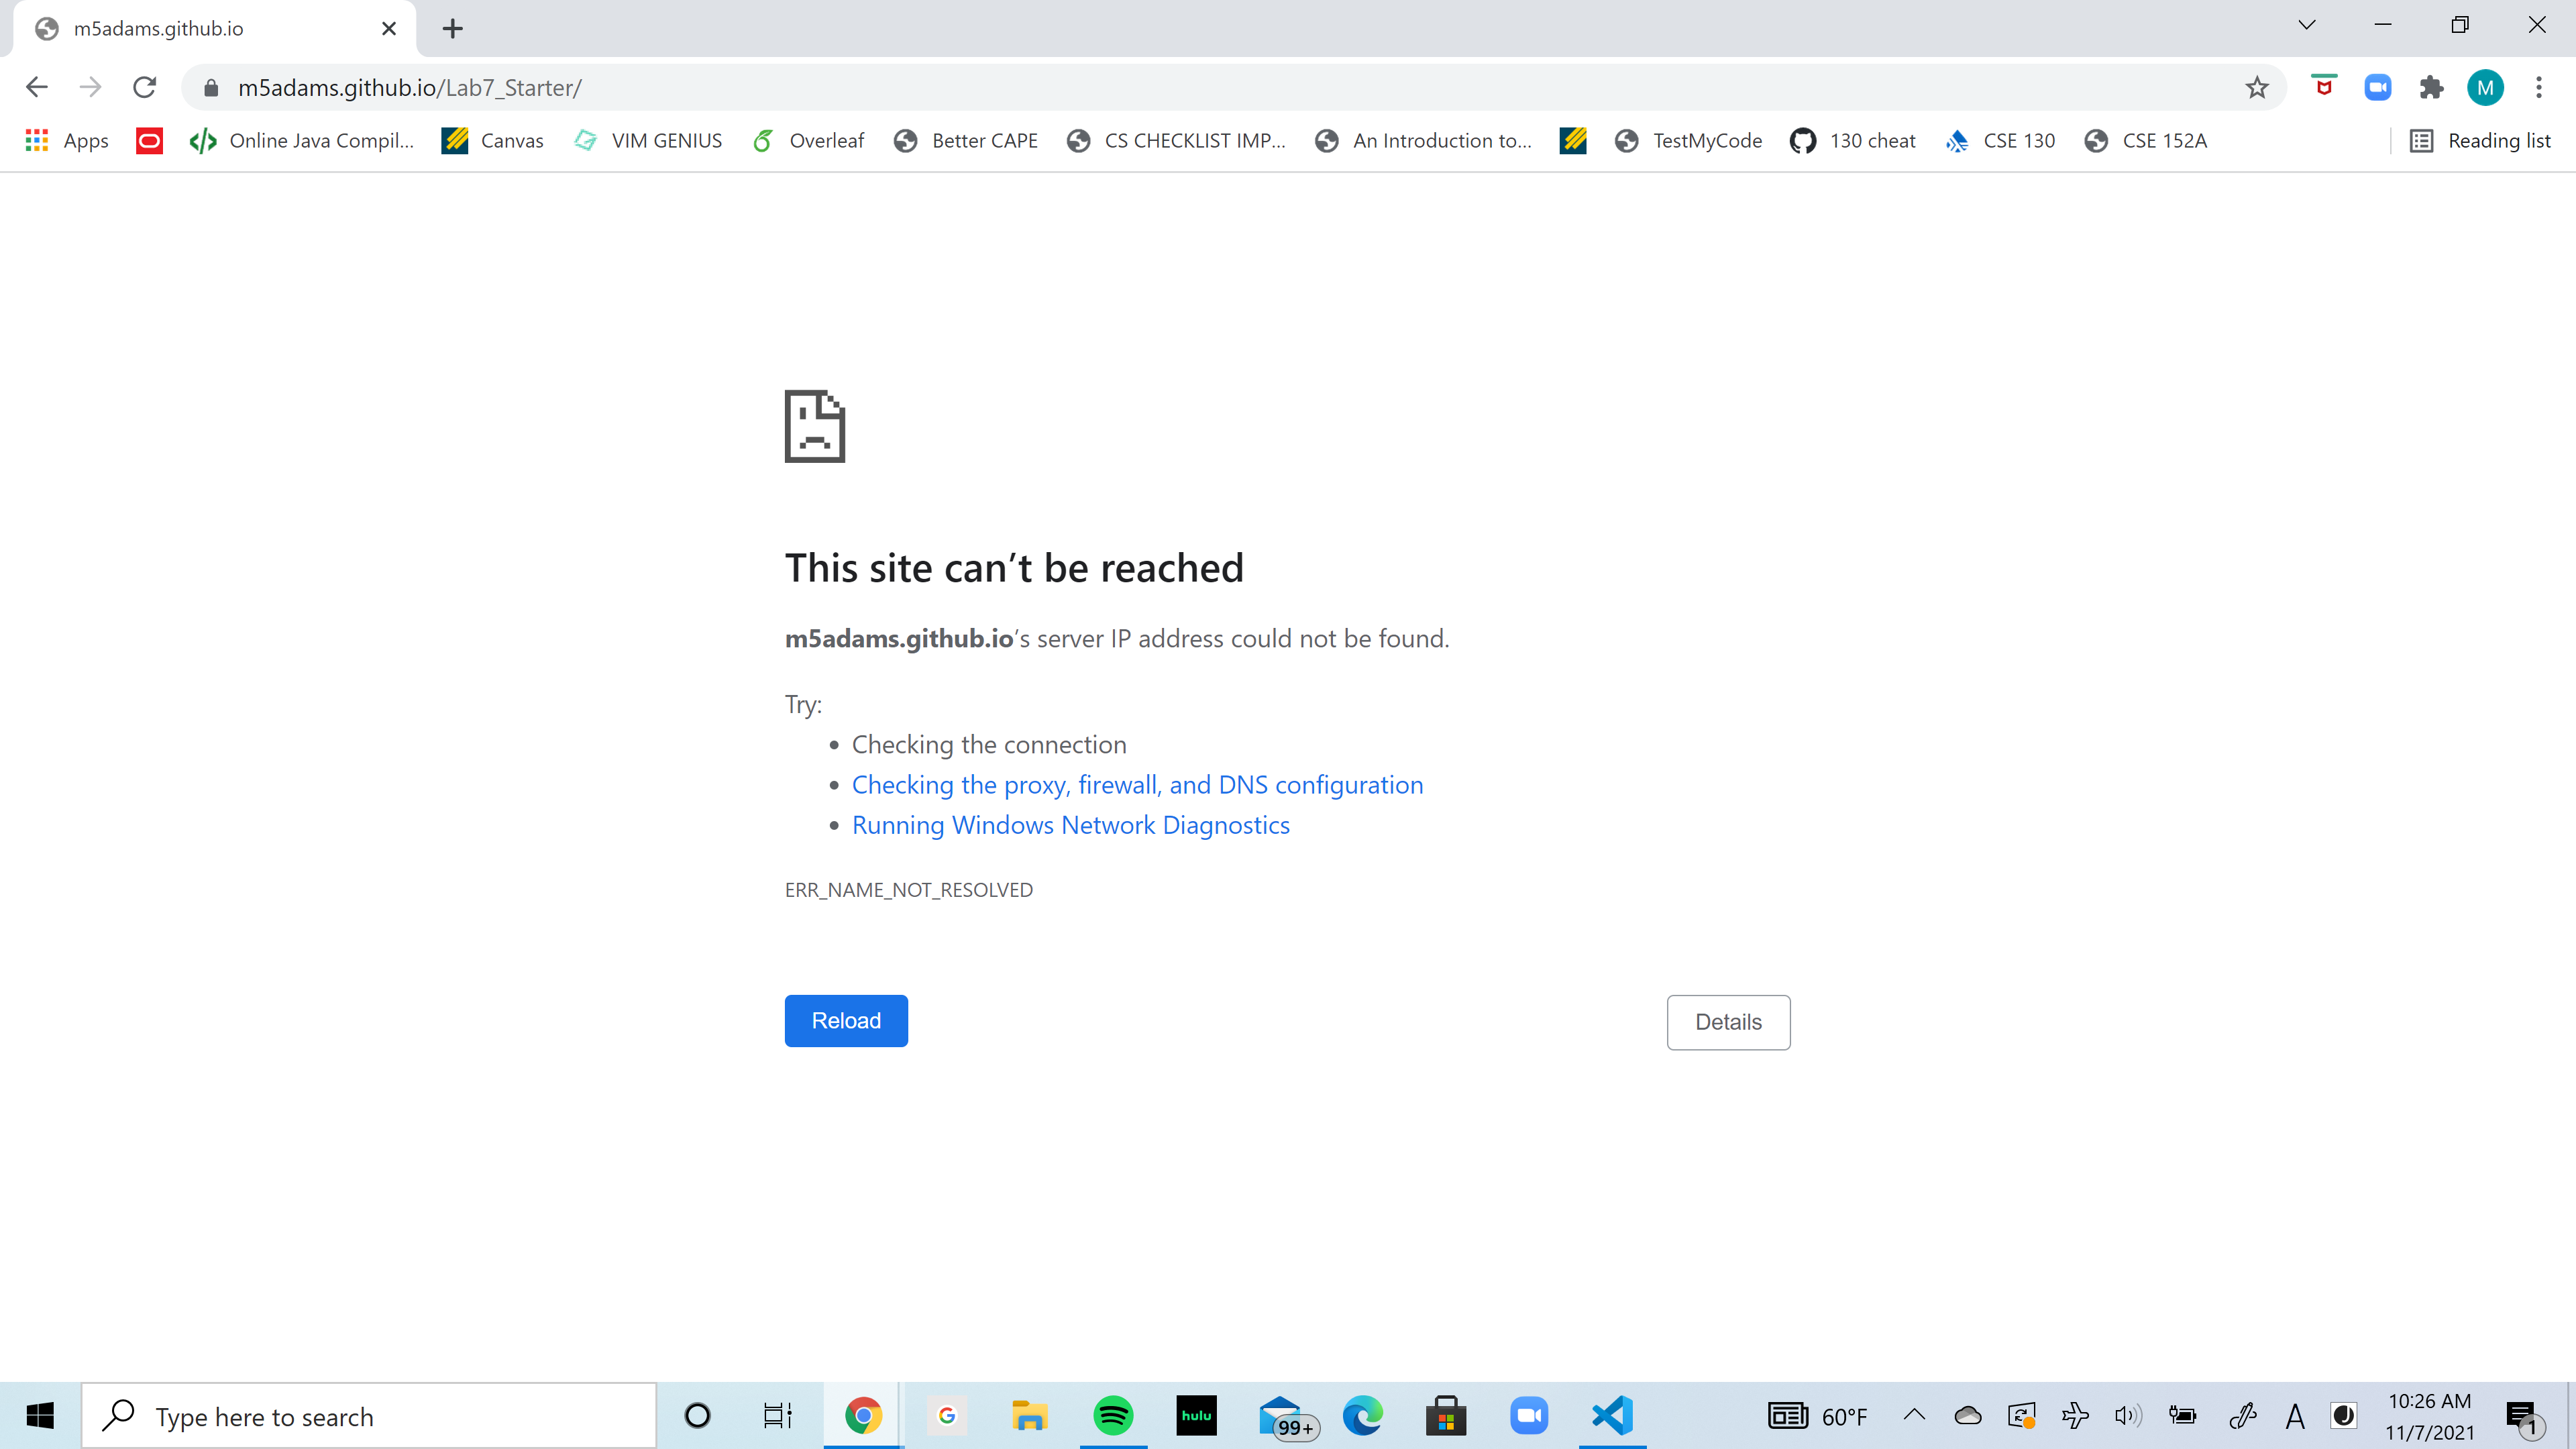 m5adams.github.io
m5adams.github.io/Lab7_Starter/
M
Apps
Online Java Compil...
Canvas
VIM GENIUS
Overleaf
Better CAPE
CS CHECKLIST IMP...
An Introduction to...
TestMyCode
130 cheat
CSE 130
CSE 152A
Reading list
This site can’t be reached
m5adams.github.io’s server IP address could not be found.
Try:
• Checking the connection
• Checking the proxy, firewall, and DNS configuration
• Running Windows Network Diagnostics
ERR_NAME_NOT_RESOLVED
Reload
Details
Type here to search
G
hulu
99+
60°F
A
J
10:26 AM
11/7/2021
1